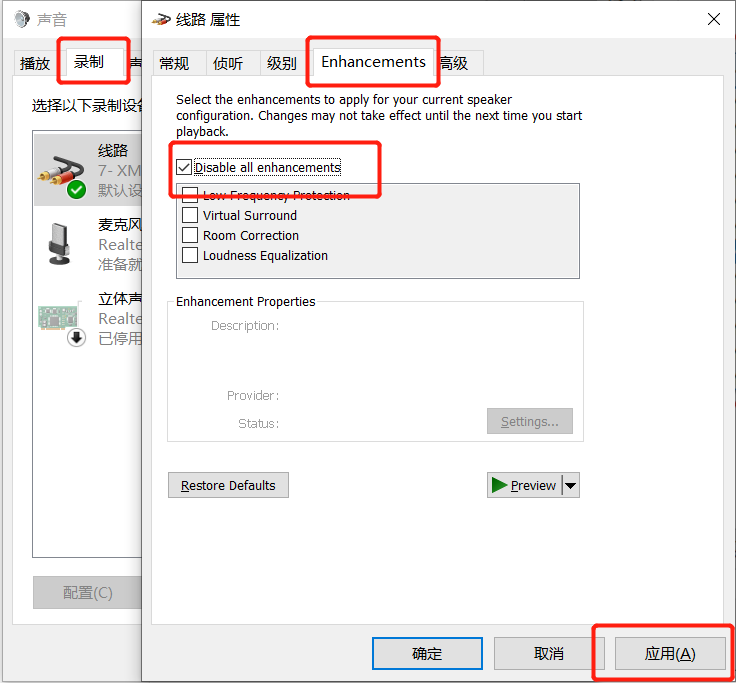 声音
播放
录制
选择以下录制设
线路
7- XM
默认设
麦克风
Realte
准备就
立体声
Realte
已停用
配置(C)
线路 属性
常规
侦听
级别
Enhancements
高级
Select the enhancements to apply for your current speaker
configuration. Changes may not take effect until the next time you start
playback.
Disable all enhancements
Low Frequency Protection
Virtual Surround
Room Correction
Loudness Equalization
Enhancement Properties
Description:
Provider:
Status:
Settings...
Restore Defaults
Preview
确定
取消
应用(A)